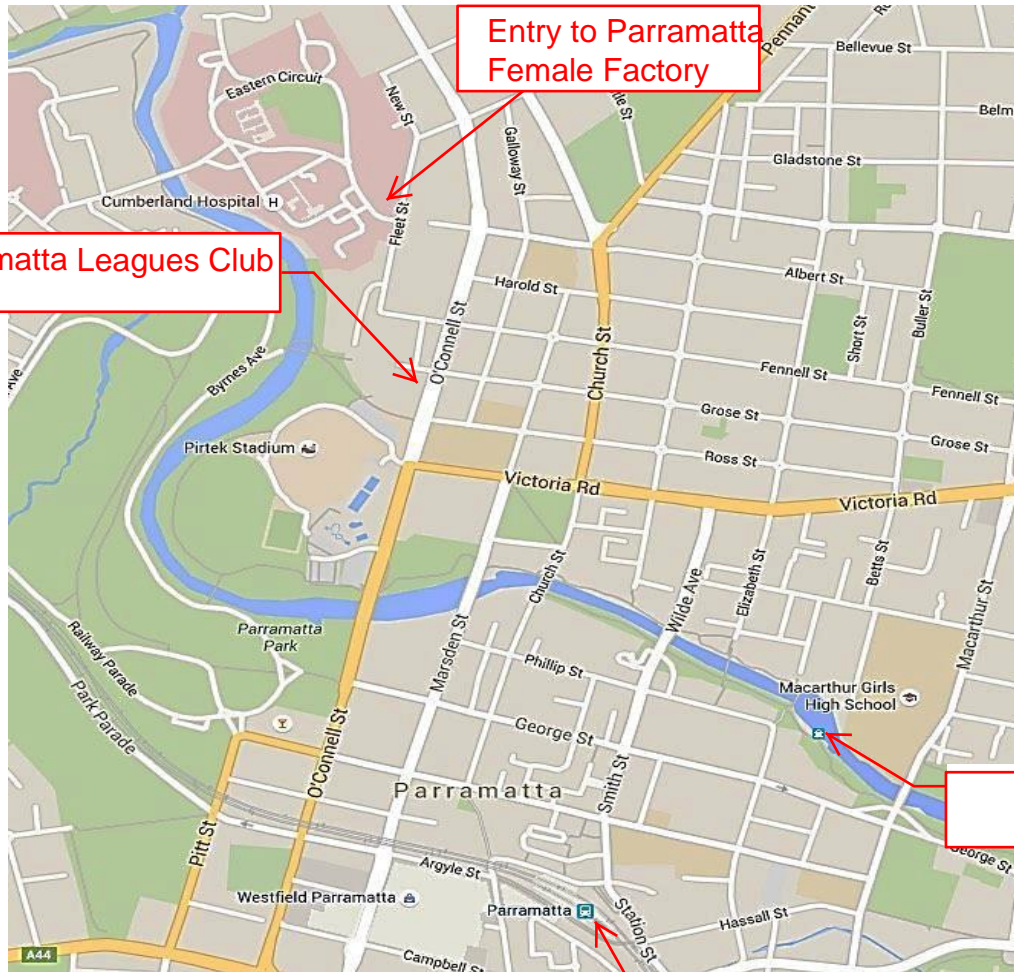 Entry to Parramatta
Female Factory
Pennant
Bellevue St
Eastern Circuit
New St
Galloway St
Belm
Gladstone St
Cumberland Hospital H
Fleet St
matta Leagues Club
Harold St
Albert St
O'Connell St
Church St
Short St
Buller St
Byrnes Ave
Ave
Fennell St
Fennell St
Grose St
Grose St
Pirtek Stadium
Ross St
Victoria Rd
Victoria Rd
Church St
Wilde Ave
Elizabeth St
Betts St
Macarthur St
Parramatta
Park
Railway Parade
Park Parade
Marsden St
Phillip St
Macarthur Girls
High School
George St
O'Connell St
Parramatta
Smith St
Pitt St
George St
Argyle St
Westfield Parramatta
Parramatta
Station St
Hassall St
A44
Campbell St